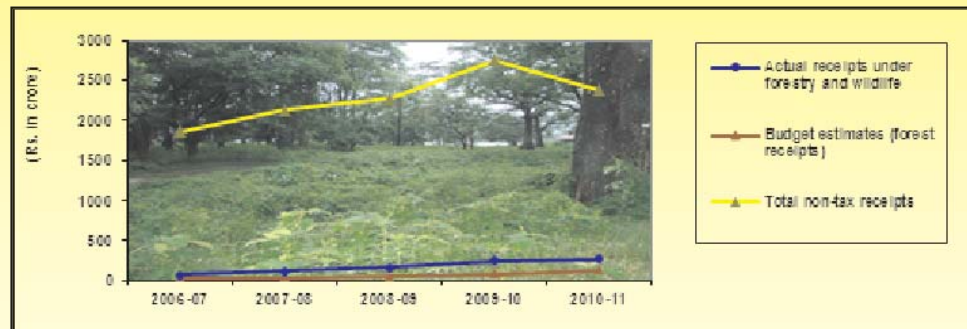 3000
2500
2000
1500
1000
500
0
(Rs. in crore)
2006-07
2007-08
2008-09
2009-10
2010-11
Actual receipts under
forestry and wildlife
Budget estimates (forest
receipts)
Total non-tax receipts